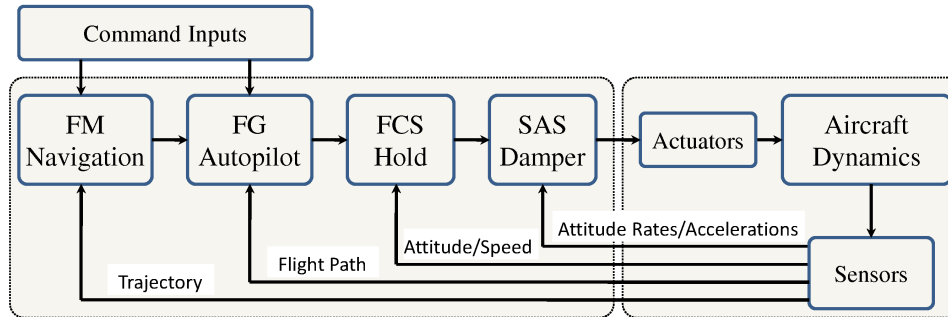 Command Inputs
FM
Navigation
FG
Autopilot
FCS
Hold
SAS
Damper
Actuators
Aircraft
Dynamics
Attitude Rates/Accelerations
Attitude/Speed
Flight Path
Trajectory
Sensors